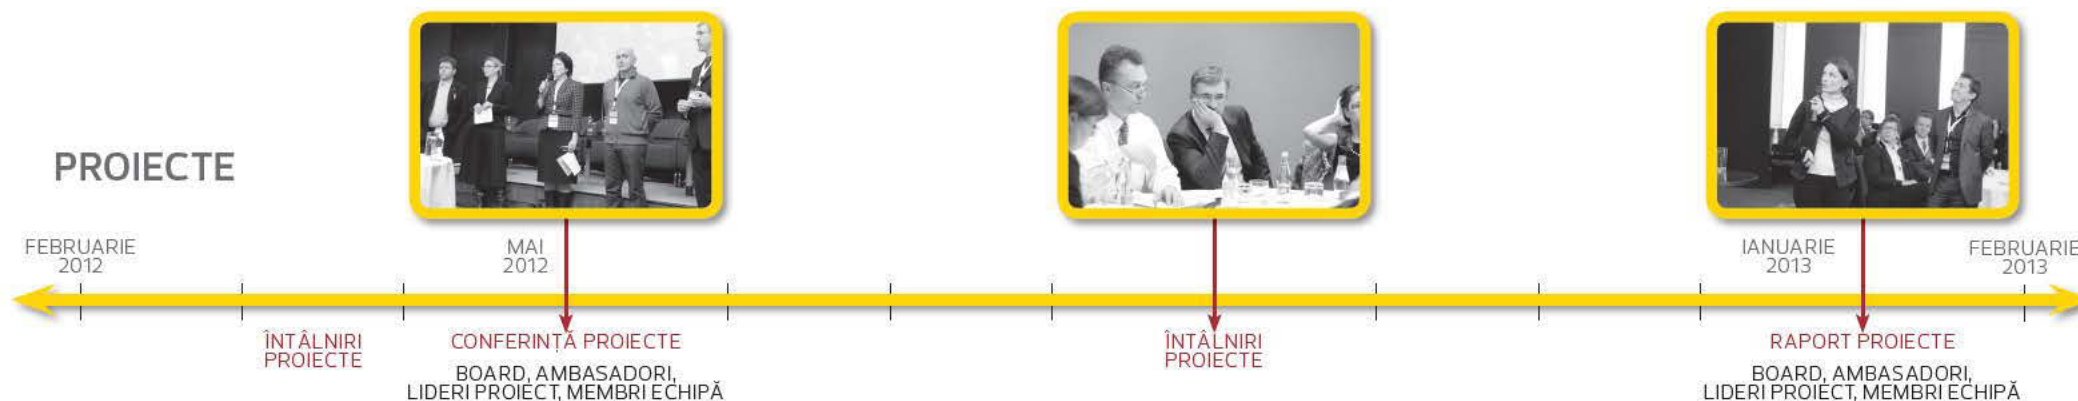 PROIECTE
FEBRUARIE
2012
MAI
2012
IANUARIE
2013
FEBRUARIE
2013
ÎNTÂLNIRI
PROIECTE
CONFERINȚĂ PROIECTE
BOARD, AMBASADORI,
LIDERI PROIECT, MEMBRI ECHIPĂ
ÎNTÂLNIRI
PROIECTE
RAPORT PROIECTE
BOARD, AMBASADORI,
LIDERI PROIECT, MEMBRI ECHIPĂ